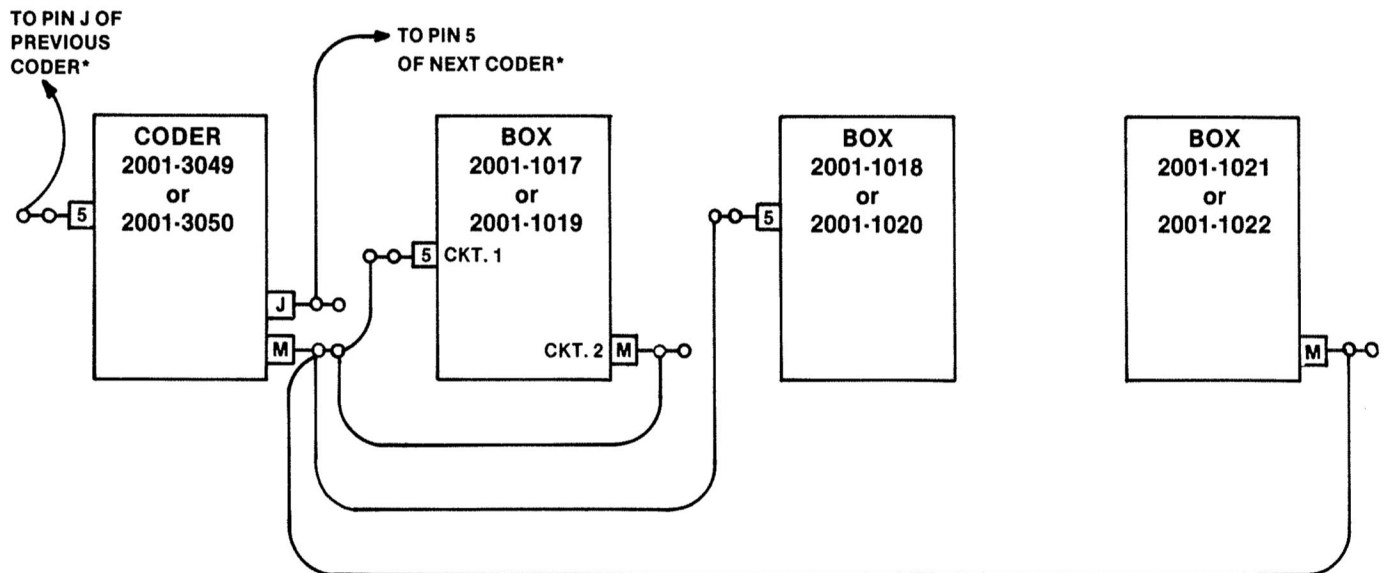 TO PIN J OF
PREVIOUS
CODER*
TO PIN 5
OF NEXT CODER*
CODER
2001-3049
or
2001-3050
5
J
M
BOX
2001-1017
or
2001-1019
5
CKT. 1
CKT. 2
M
BOX
2001-1018
or
2001-1020
5
BOX
2001-1021
or
2001-1022
M